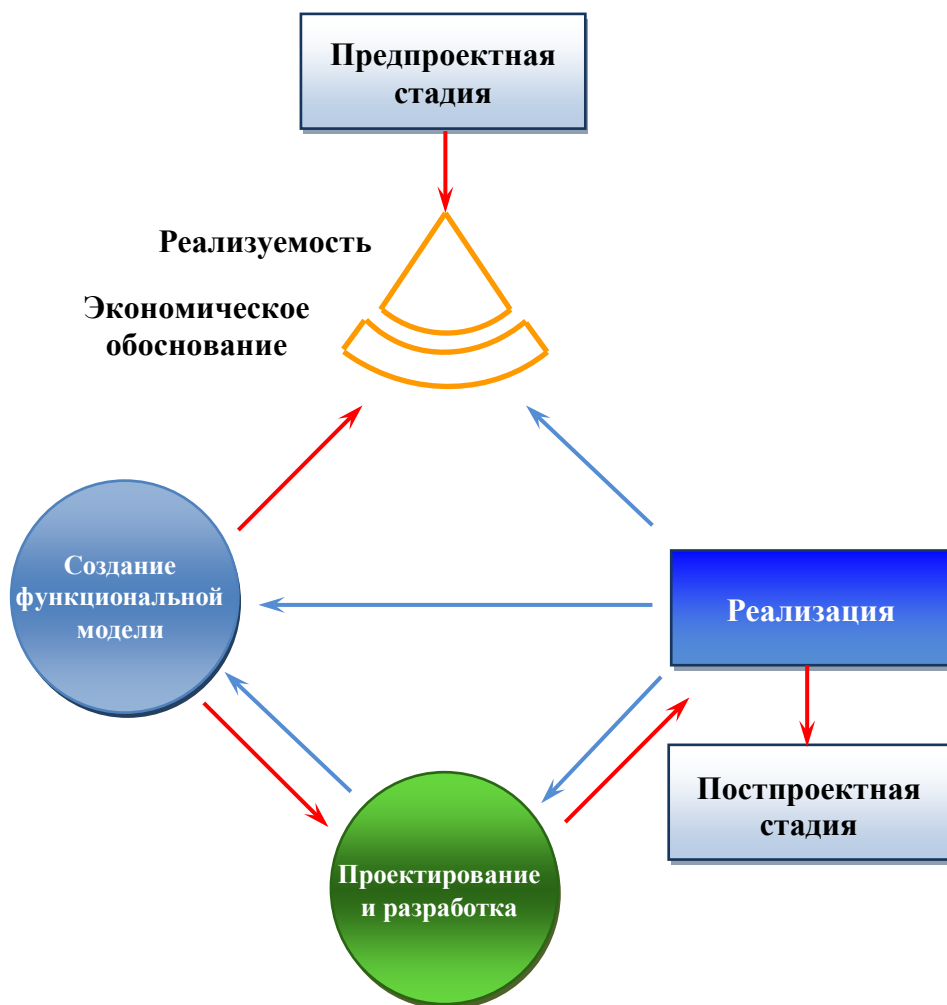 Предпроектная
стадия
Реализуемость
Экономическое
обоснование
Создание
функциональной
модели
Реализация
Постпроектная
стадия
Проектирование
и разработка